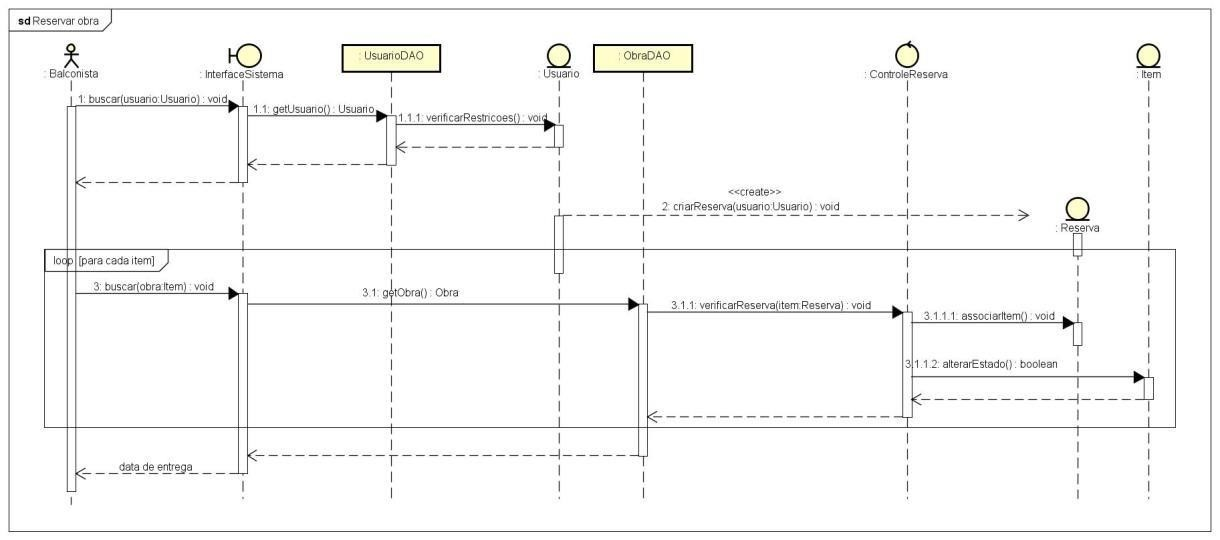 sd Reservar obra
: Balconista
: InterfaceSistema
: UsuarioDAO
: Usuario
: ObraDAO
: ControleReserva
: Item
1: buscar(usuario:Usuario) : void
1.1: getUsuario() : Usuario
1.1.1: verificarRestricoes() : void
<<create>>
2: criarReserva(usuario:Usuario) : void
: Reserva
loop [para cada item]
3: buscar(obra:Item) : void
3.1: getObra() : Obra
3.1.1: verificarReserva(item:Reserva) : void
3.1.1.1: associarItem() : void
3.1.1.2: alterarEstado() : boolean
data de entrega